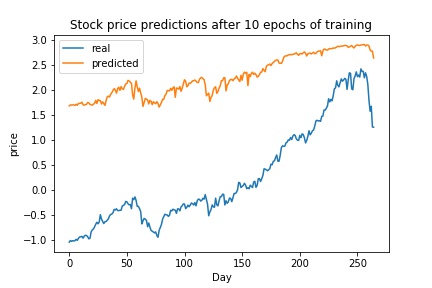 Stock price predictions after 10 epochs of training
real
predicted
price
3.0
2.5
2.0
1.5
1.0
0.5
0.0
−0.5
−1.0
0 50 100 150 200 250
Day